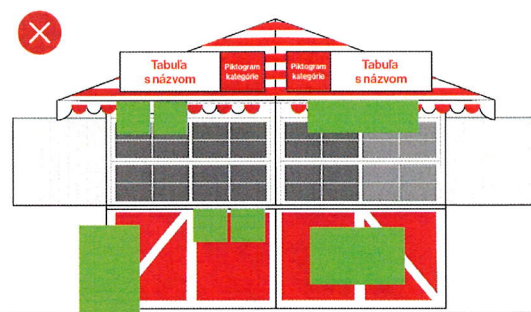 Tabuľa
s názvom
Piktogram
kategórie
Piktogram
kategórie
Tabuľa
s názvom